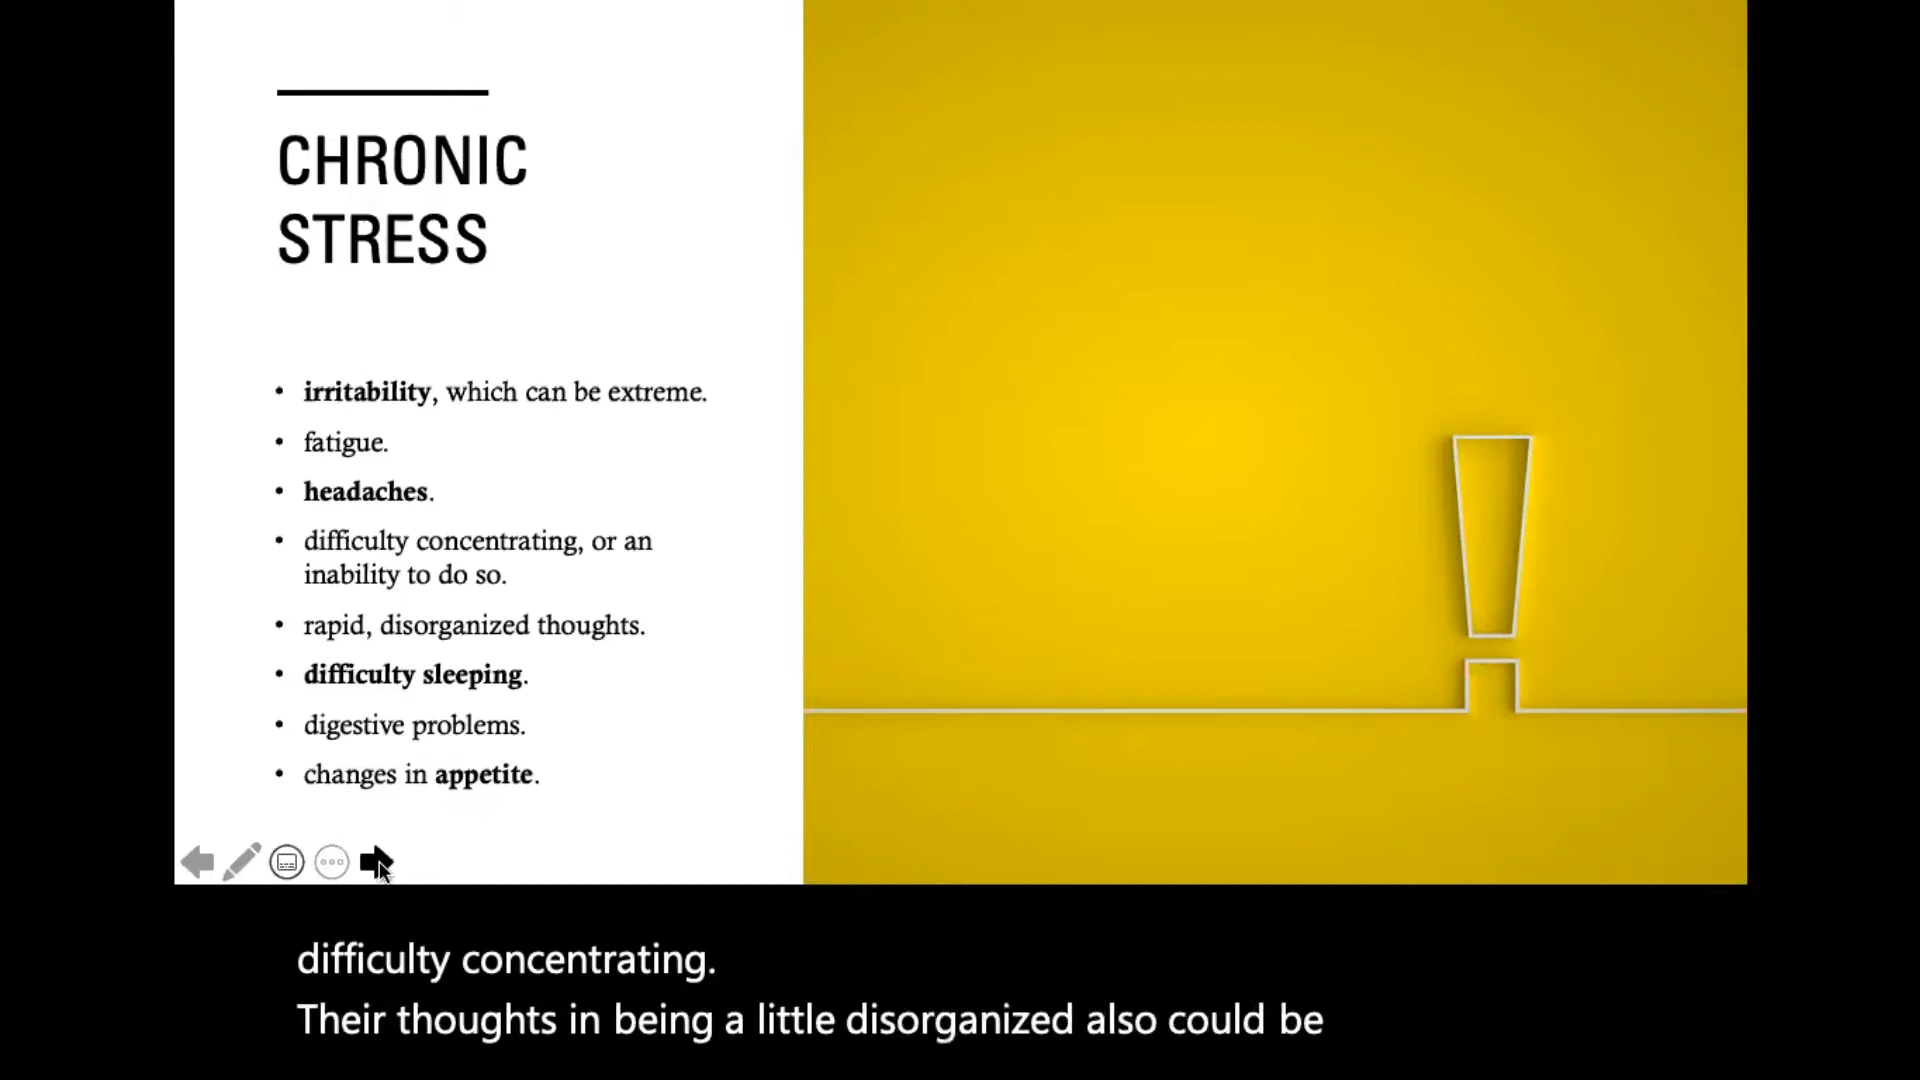 CHRONIC
STRESS
• irritability, which can be extreme.
• fatigue.
• headaches.
• difficulty concentrating, or an
inability to do so.
• rapid, disorganized thoughts.
• difficulty sleeping.
• digestive problems.
• changes in appetite.
difficulty concentrating.
Their thoughts in being a little disorganized also could be